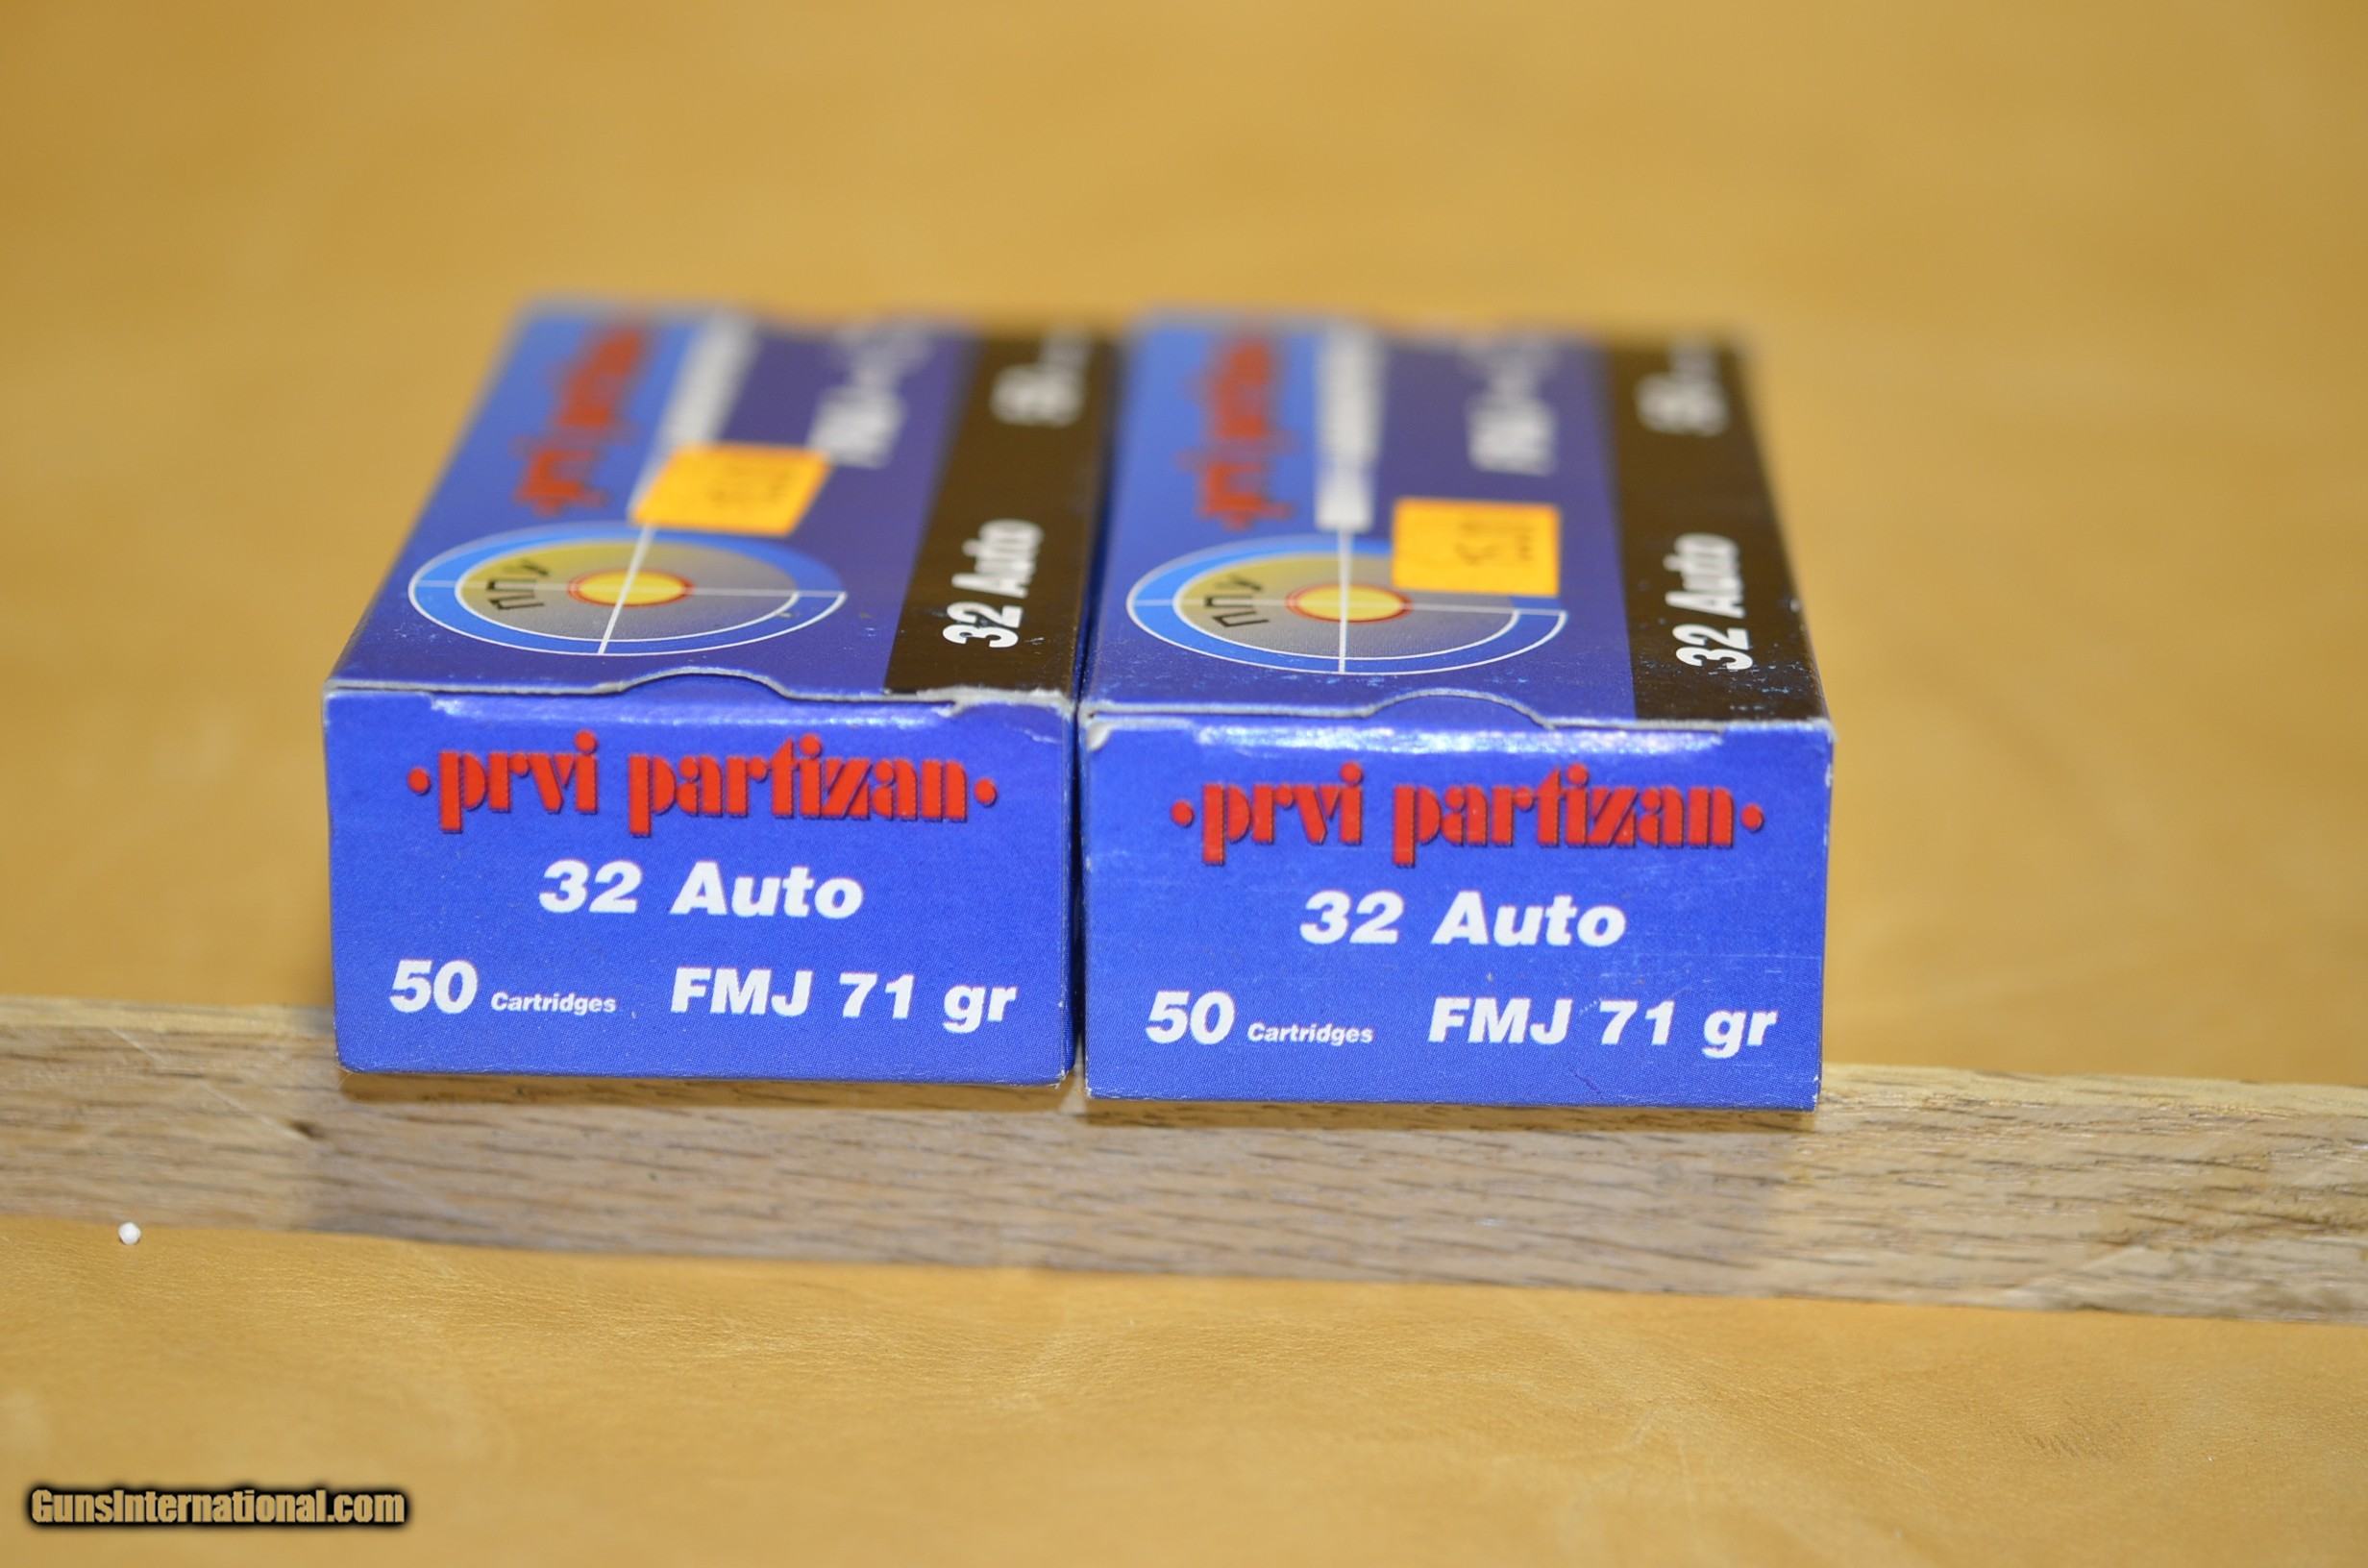 ППУ
32 Auto
ППУ
32 Auto
• prvi partizan •
32 Auto
50 Cartridges FMJ 71 gr
• prvi partizan •
32 Auto
50 Cartridges FMJ 71 gr
GunsInternational.com